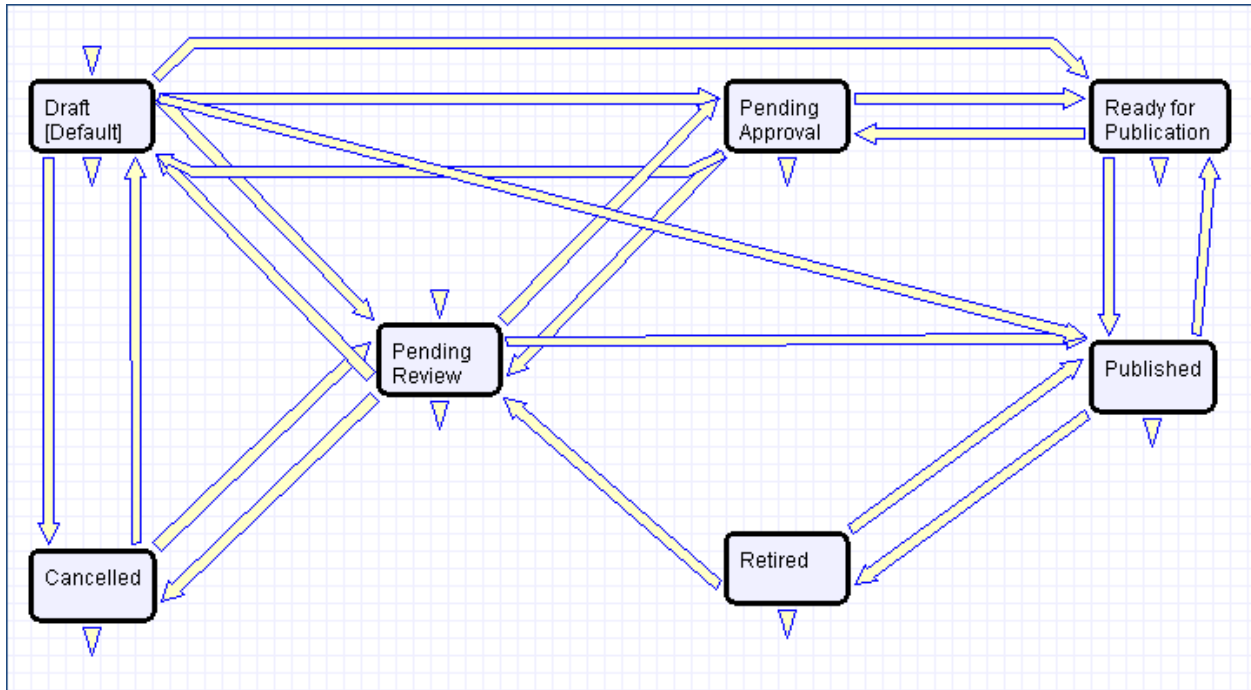 Draft
[Default]
Pending
Approval
Ready for
Publication
Pending
Review
Published
Cancelled
Retired